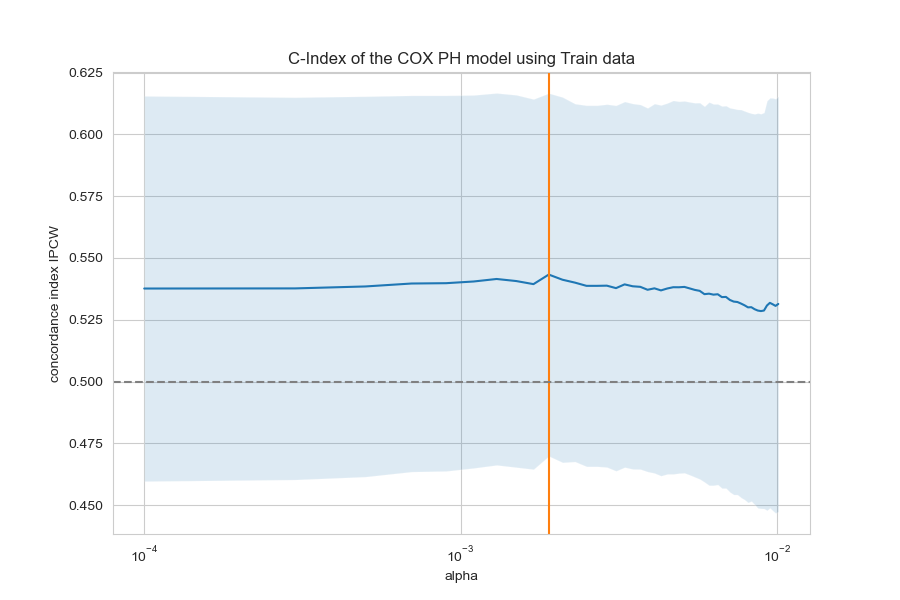 C-Index of the COX PH model using Train data
concordance index IPCW
0.625
0.600
0.575
0.550
0.525
0.500
0.475
0.450
10⁻⁴ 10⁻³ 10⁻²
alpha